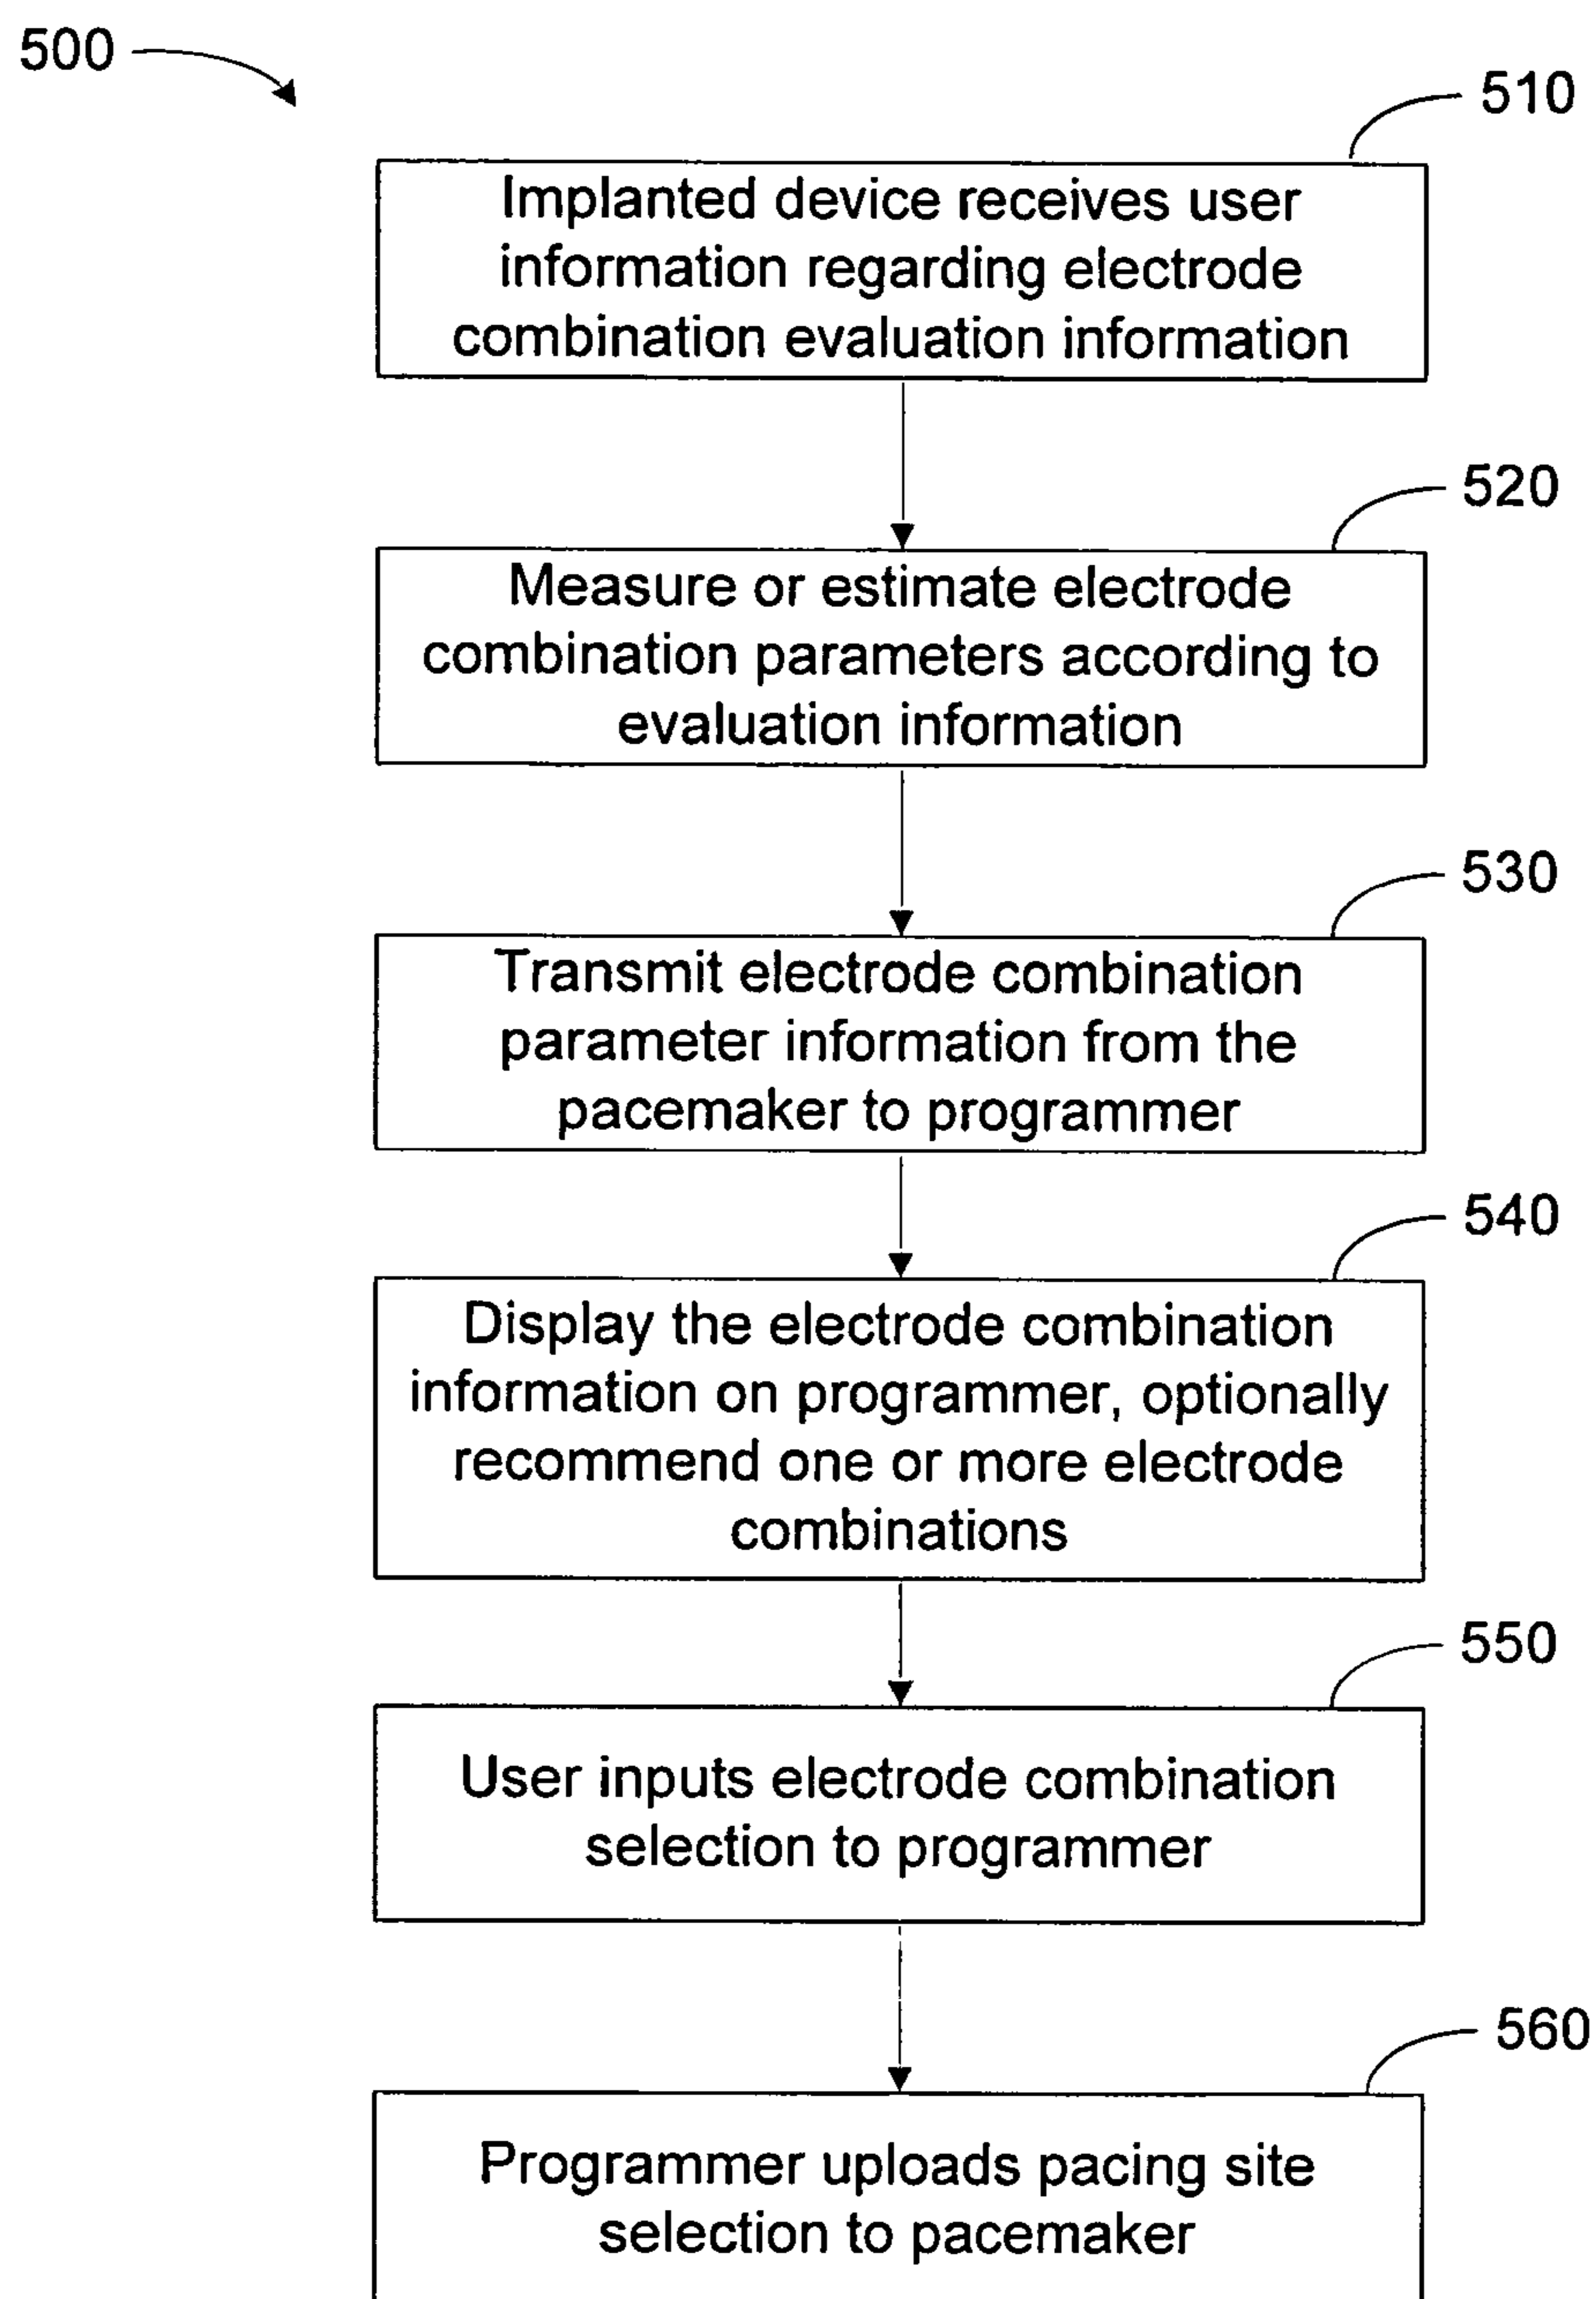 500
510
Implanted device receives user
information regarding electrode
combination evaluation information
520
Measure or estimate electrode
combination parameters according to
evaluation information
530
Transmit electrode combination
parameter information from the
pacemaker to programmer
540
Display the electrode combination
information on programmer, optionally
recommend one or more electrode
combinations
550
User inputs electrode combination
selection to programmer
560
Programmer uploads pacing site
selection to pacemaker